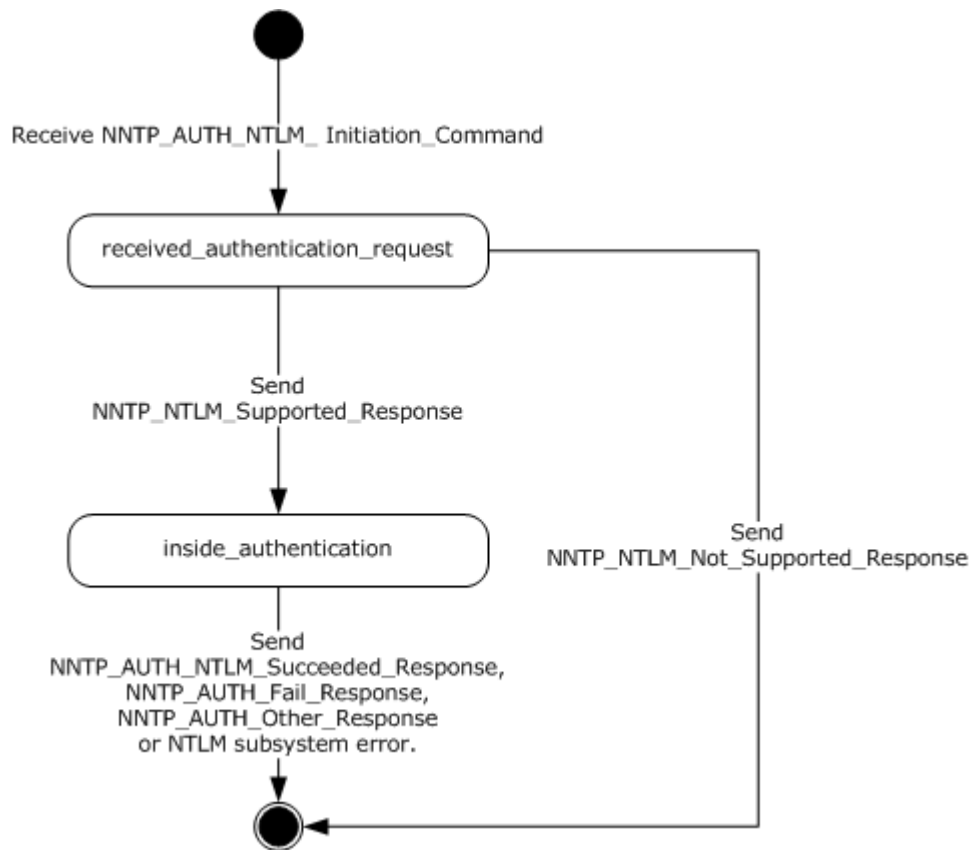 Receive NNTP_AUTH_NTLM_ Initiation_Command
received_authentication_request
Send
NNTP_NTLM_Supported_Response
inside_authentication
Send
NNTP_NTLM_Not_Supported_Response
Send
NNTP_AUTH_NTLM_Succeeded_Response,
NNTP_AUTH_Fail_Response,
NNTP_AUTH_Other_Response
or NTLM subsystem error.